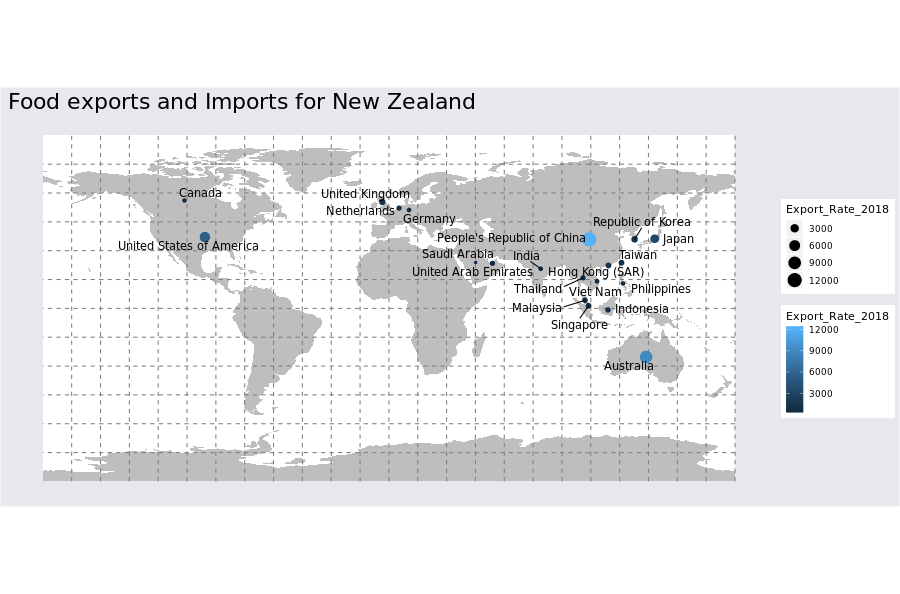 Food exports and Imports for New Zealand
Canada
United Kingdom
Netherlands
Germany
United States of America
People's Republic of China
Republic of Korea
Japan
Saudi Arabia
India
Taiwan
United Arab Emirates
Hong Kong (SAR)
Thailand
Viet Nam
Philippines
Malaysia
Indonesia
Singapore
Australia
Export_Rate_2018
3000
6000
9000
12000
Export_Rate_2018
12000
9000
6000
3000